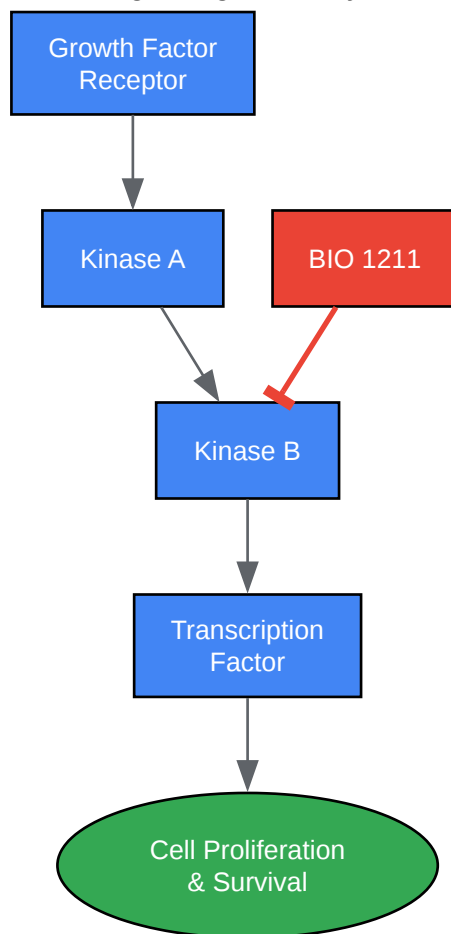 Growth Factor
Receptor
Kinase A
BIO 1211
Kinase B
Transcription
Factor
Cell Proliferation
& Survival